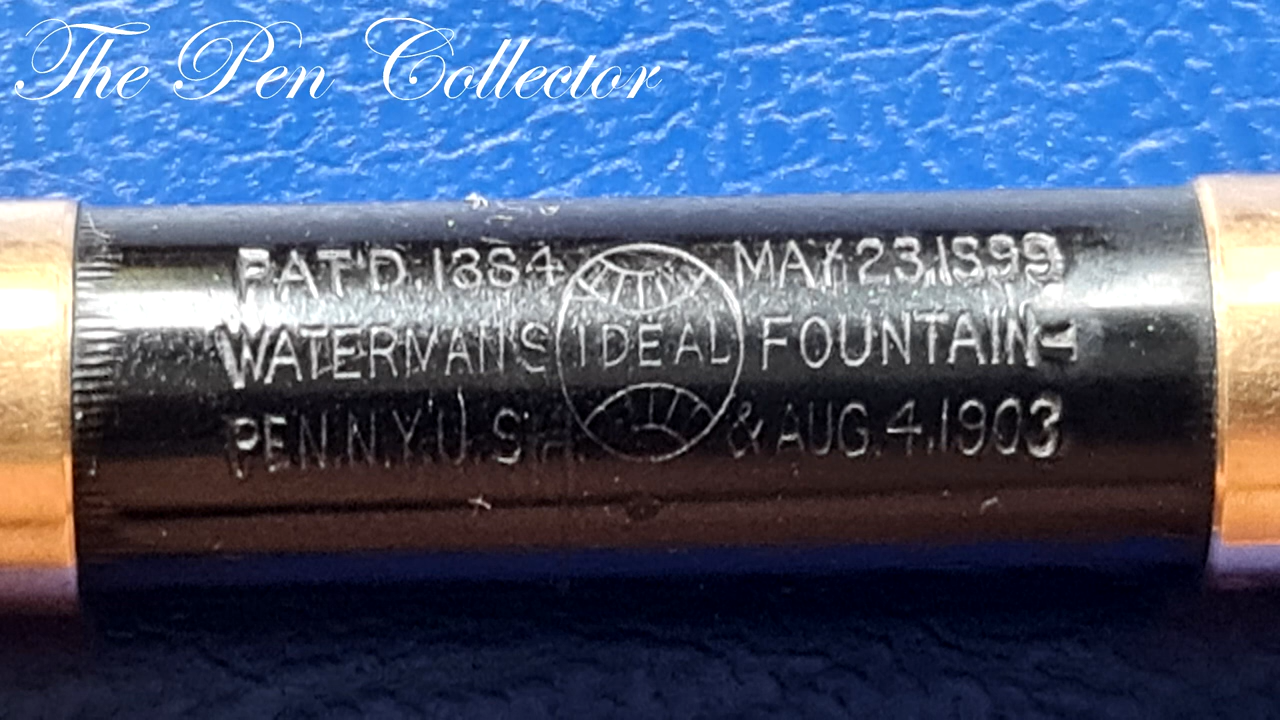 The Pen Collector
PAT'D. 1884 MAY 23, 1899
WATERMAN'S IDEAL FOUNTAIN
PEN. N.Y. U.S.A. & AUG. 4, 1903